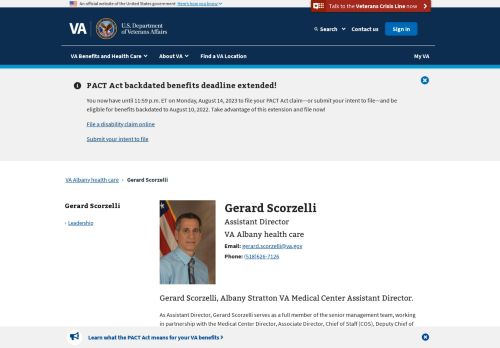 An official website of the United States government Here's how you know
Talk to the Veterans Crisis Line now
VA
U.S. Department
of Veterans Affairs
Search
Contact us
Sign in
VA Benefits and Health Care
About VA
Find a VA Location
My VA
PACT Act backdated benefits deadline extended!
You now have until 11:59 p.m. ET on Monday, August 14, 2023 to file your PACT Act claim—or submit your intent to file—and be
eligible for benefits backdated to August 10, 2022. Take advantage of this extension and file now!
File a disability claim online
Submit your intent to file
VA Albany health care › Gerard Scorzelli
Gerard Scorzelli
› Leadership
Gerard Scorzelli
Assistant Director
VA Albany health care
Email: gerard.scorzelli@va.gov
Phone: (518)626-7126
Gerard Scorzelli, Albany Stratton VA Medical Center Assistant Director.
As Assistant Director, Gerard Scorzelli serves as a full member of the senior management team, working
in partnership with the Medical Center Director, Associate Director, Chief of Staff (COS), Deputy Chief of
Learn what the PACT Act means for your VA benefits